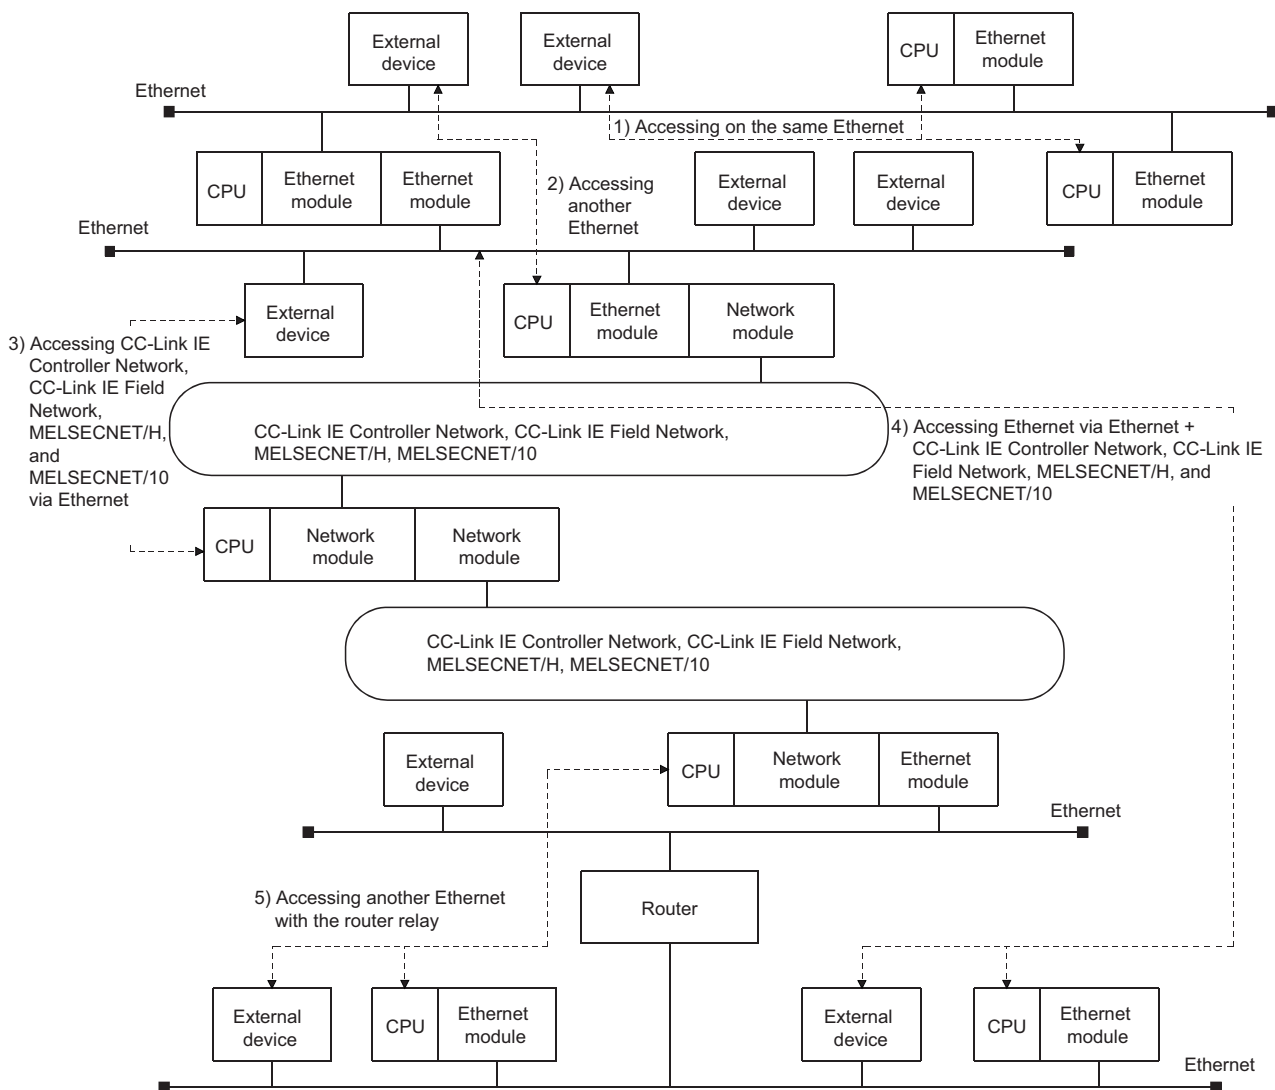 External
device
External
device
CPU
Ethernet
module
Ethernet
1) Accessing on the same Ethernet
CPU
Ethernet
module
Ethernet
module
2) Accessing
another
Ethernet
External
device
External
device
CPU
Ethernet
module
Ethernet
External
device
CPU
Ethernet
module
Network
module
3) Accessing CC-Link IE
Controller Network,
CC-Link IE Field
Network,
MELSECNET/H,
and
MELSECNET/10
via Ethernet
CC-Link IE Controller Network, CC-Link IE Field Network,
MELSECNET/H, MELSECNET/10
4) Accessing Ethernet via Ethernet +
CC-Link IE Controller Network, CC-Link IE
Field Network, MELSECNET/H, and
MELSECNET/10
CPU
Network
module
Network
module
CC-Link IE Controller Network, CC-Link IE Field Network,
MELSECNET/H, MELSECNET/10
External
device
CPU
Network
module
Ethernet
module
Ethernet
5) Accessing another Ethernet
with the router relay
Router
External
device
CPU
Ethernet
module
External
device
CPU
Ethernet
module
Ethernet